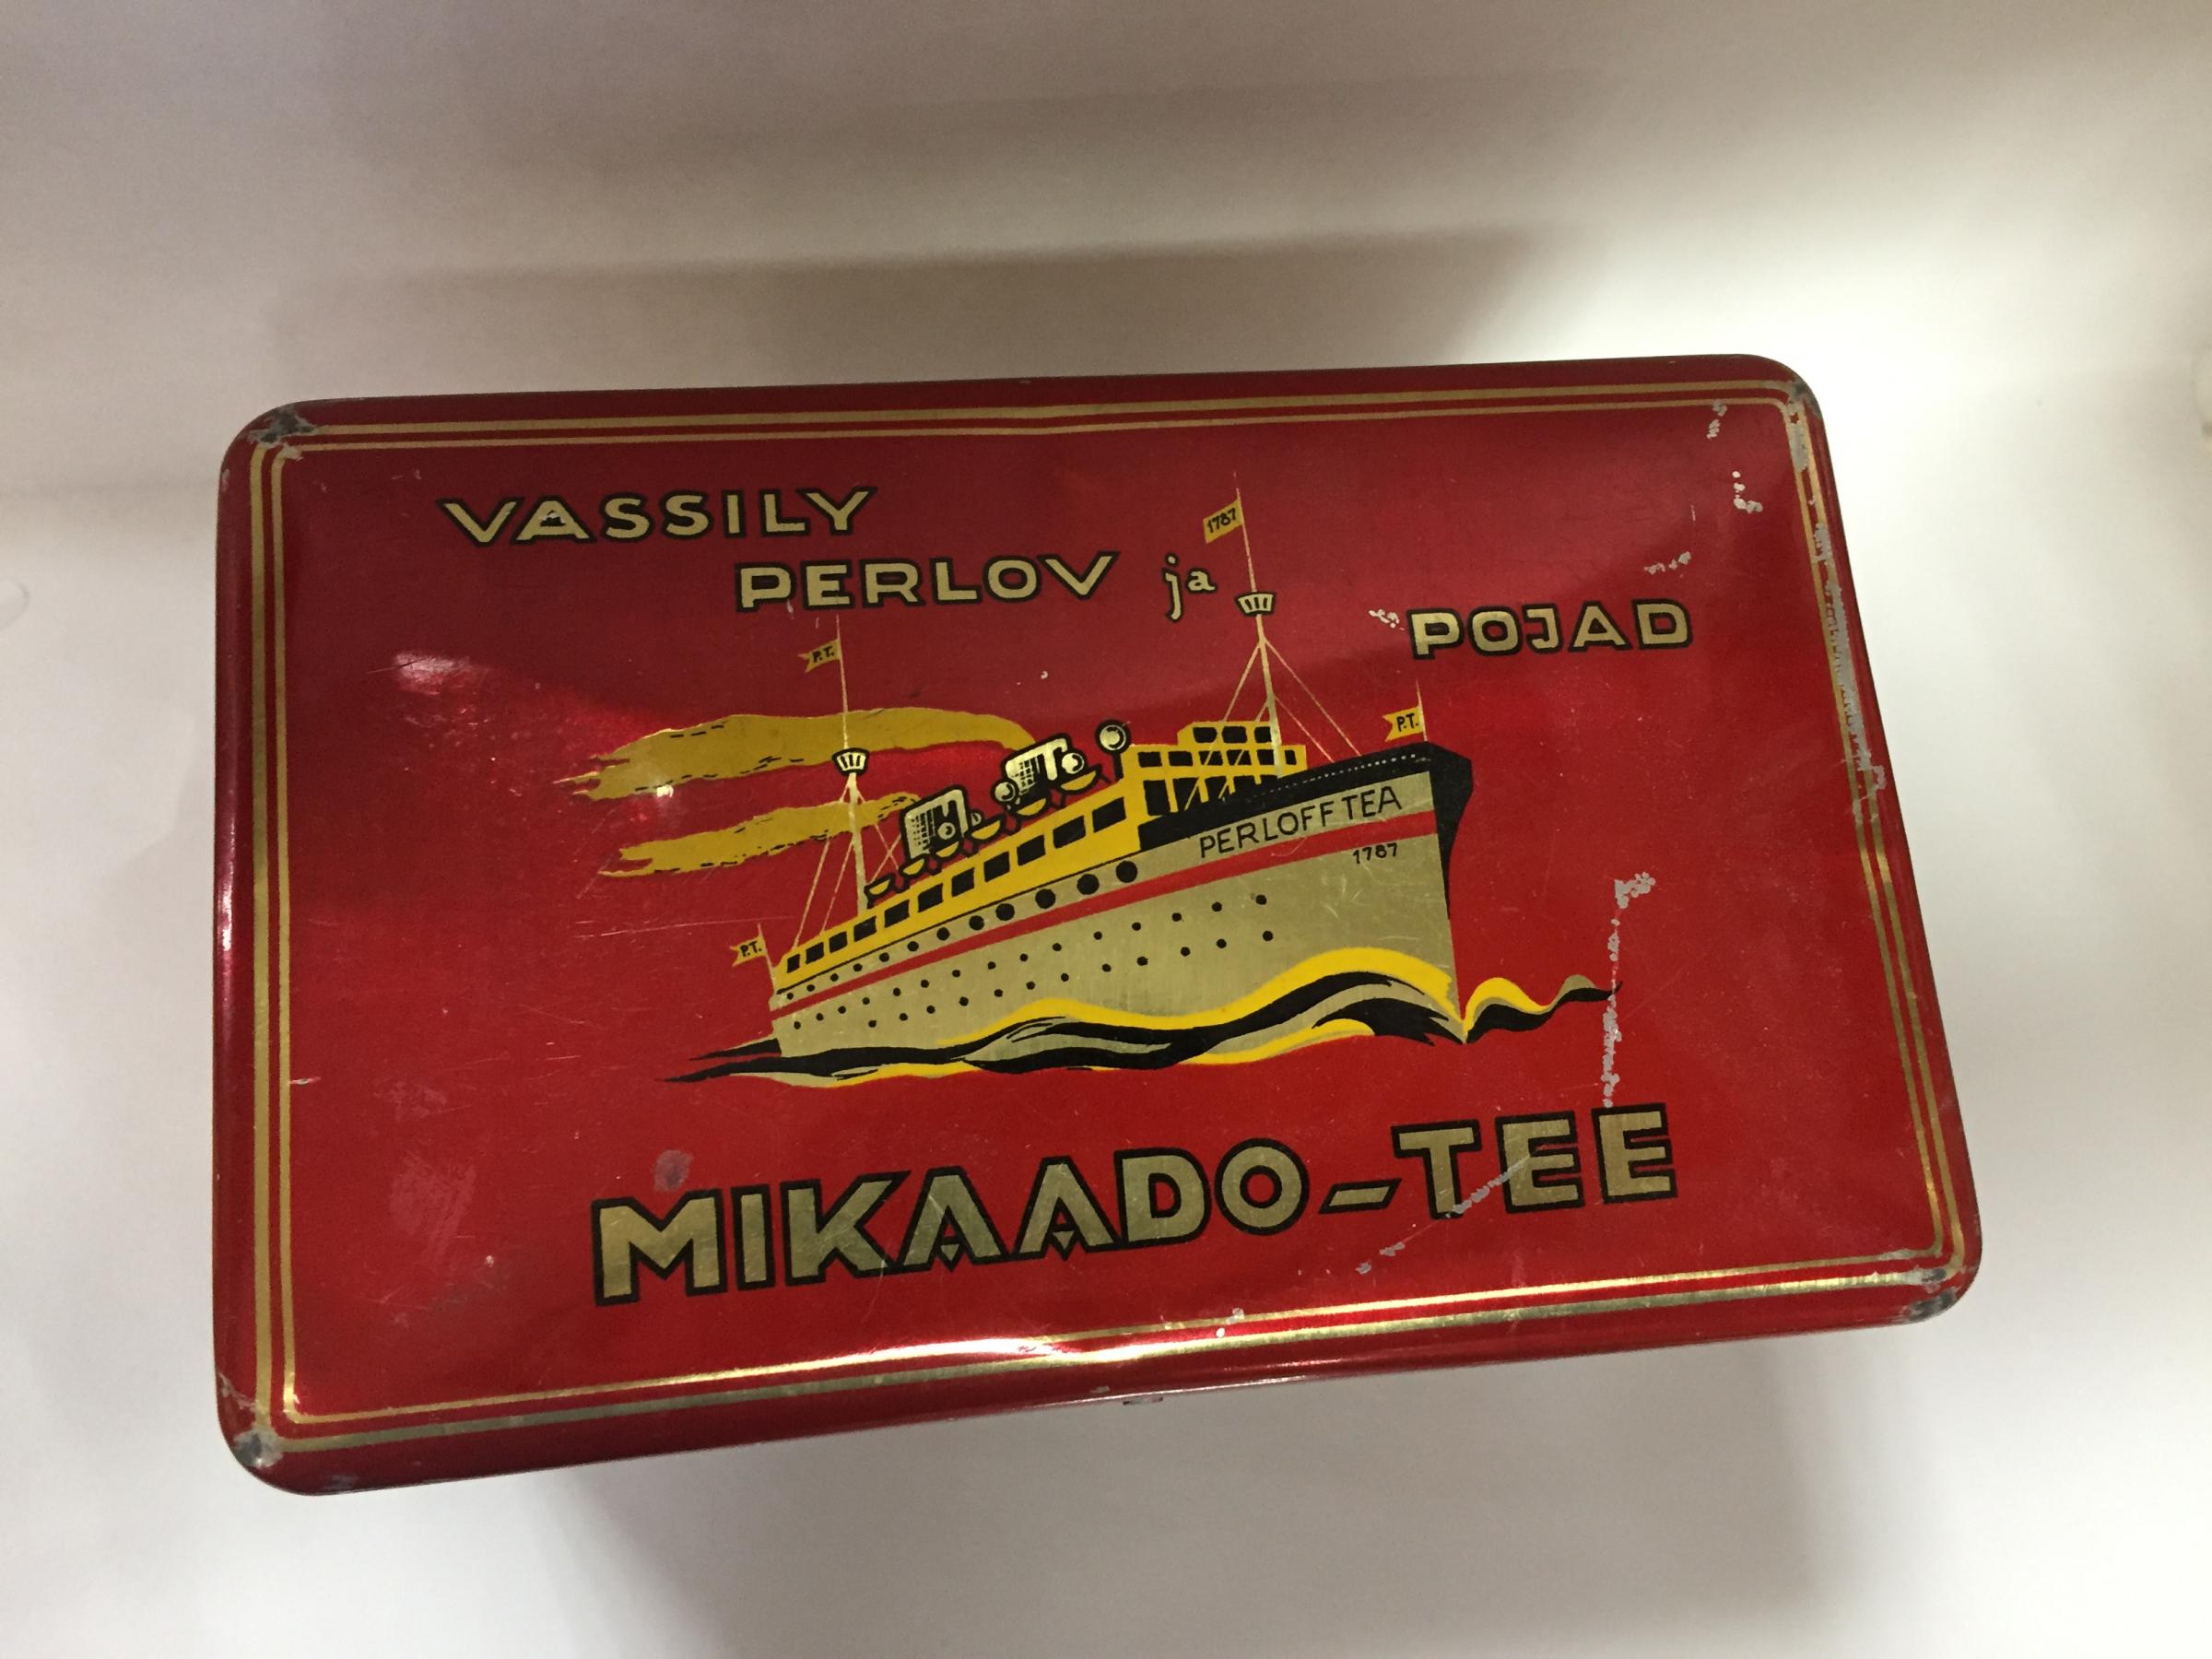 VASSILY
PERLOV ja
POJAD
1787
P.T.
P.T.
PERLOFF TEA
1787
P.T.
MIKAADO-TEE